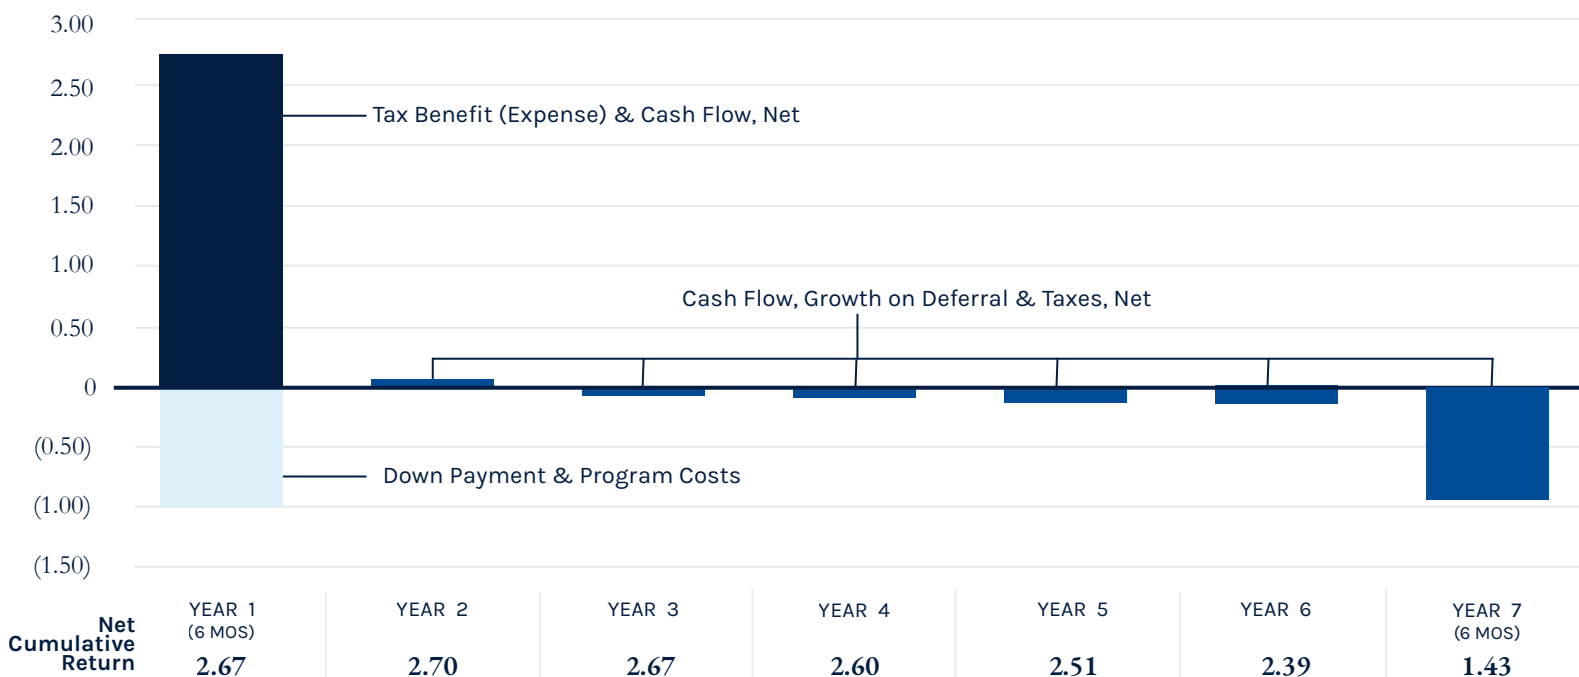 3.00
2.50
Tax Benefit (Expense) & Cash Flow, Net
2.00
1.50
1.00
Cash Flow, Growth on Deferral & Taxes, Net
0.50
0
(0.50)
Down Payment & Program Costs
(1.00)
(1.50)
YEAR 1 YEAR 2 YEAR 3 YEAR 4 YEAR 5 YEAR 6 YEAR 7
(6 MOS) (6 MOS)
Net
Cumulative
Return
2.67 2.70 2.67 2.60 2.51 2.39 1.43